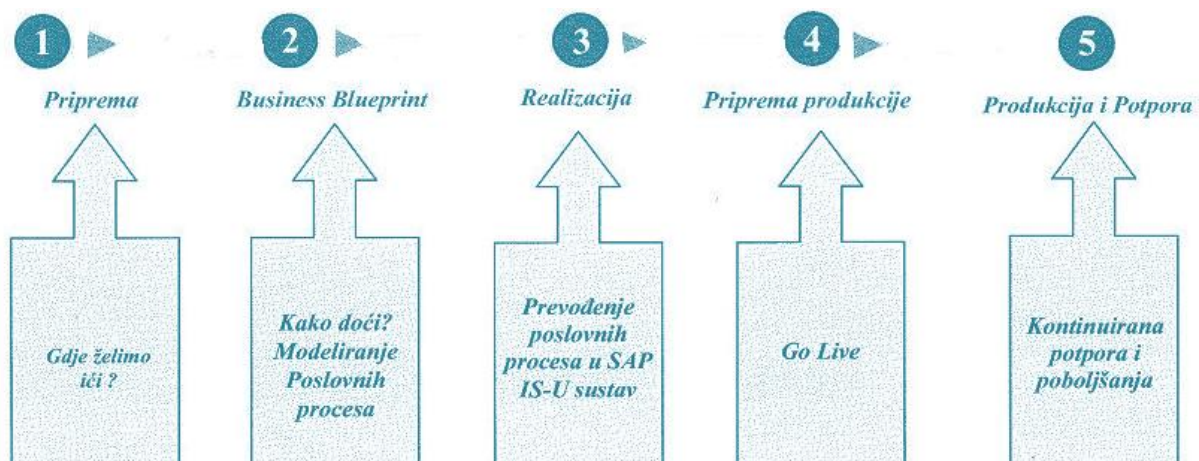 1
2
3
4
5
Priprema
Business Blueprint
Realizacija
Priprema produkcije
Produkcija i Potpora
Gdje želimo
ići ?
Kako doći?
Modeliranje
Poslovnih
procesa
Prevođenje
poslovnih
procesa u SAP
IS-U sustav
Go Live
Kontinuirana
potpora i
poboljšanja